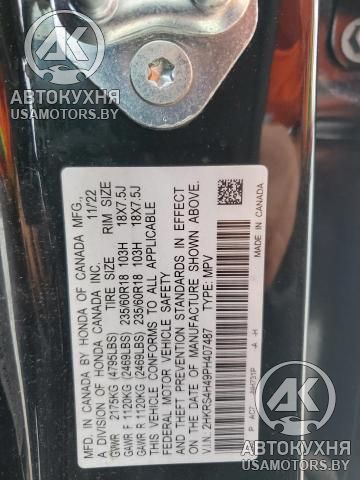 АК
АВТОКУХНЯ
USAMOTORS.BY
MFD. IN CANADA BY HONDA OF CANADA MFG.,
A DIVISION OF HONDA CANADA INC. 11/22
GVWR 2175KG (4795LBS) TIRE SIZE RIM SIZE
GAWR F 1120KG (2469LBS) 235/60R18 103H 18X7.5J
GAWR R 1120KG (2469LBS) 235/60R18 103H 18X7.5J
THIS VEHICLE CONFORMS TO ALL APPLICABLE
FEDERAL MOTOR VEHICLE SAFETY
AND THEFT PREVENTION STANDARDS IN EFFECT
ON THE DATE OF MANUFACTURE SHOWN ABOVE.
V.I.N. 2HKRS4H49PH407487 TYPE: MPV
MADE IN CANADA